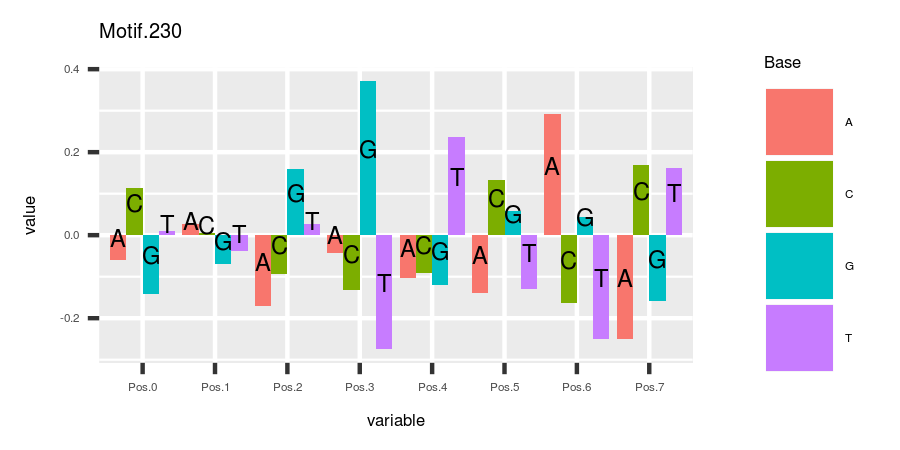 Motif.230
Base
0.4
0.2
0.0
-0.2
value
A C G T A C G T A C G T A C G T A C G T A C G T A C G T A C G T
Pos.0 Pos.1 Pos.2 Pos.3 Pos.4 Pos.5 Pos.6 Pos.7
variable
A
C
G
T